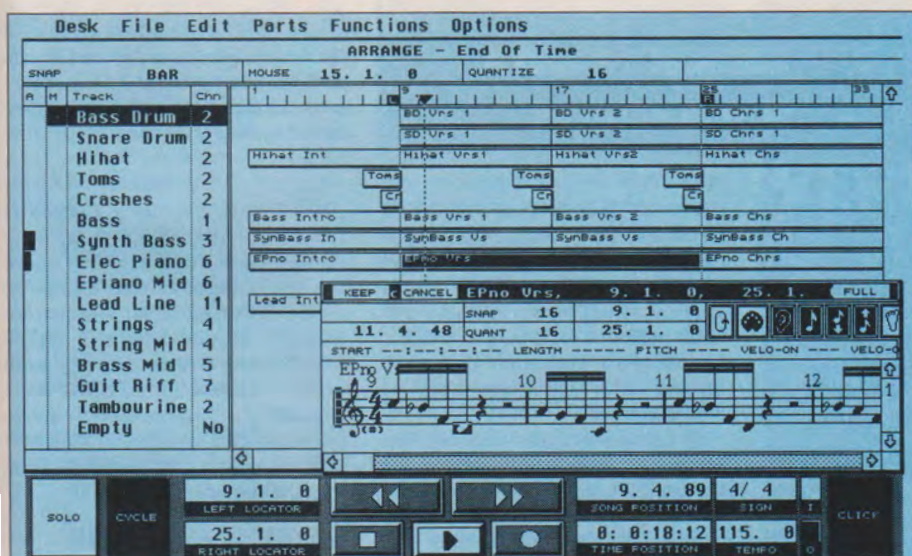 Desk File Edit Parts Functions Options
ARRANGE - End Of Time
SNAP BAR MOUSE 15. 1. 0 QUANTIZE 16
A M Track Chn 1 9 17 25 33
Bass Drum 2 BD Vrs 1 BD Vrs 2 BD Chrs 1
Snare Drum 2 SD Vrs 1 SD Vrs 2 SD Chrs 1
Hihat 2 Hihat Int Hihat Vrs1 Hihat Vrs2 Hihat Chs
Toms 2 Toms Toms Toms
Crashes 2 Cr Cr Cr
Bass 1 Bass Intro Bass Vrs 1 Bass Vrs 2 Bass Chs
Synth Bass 3 SynBass In SynBass Vs SynBass Vs SynBass Ch
Elec Piano 6 EPno Intro EPno Vrs EPno Chrs
EPiano Mid 6
Lead Line 11 Lead Int
Strings 4
String Mid 4
Brass Mid 5
Guit Riff 7
Tambourine 2
Empty No
KEEP C CANCEL EPno Vrs, 9. 1. 0, 25. 1. FULL
SNAP 16 9. 1. 0
11. 4. 48 QUANT 16 25. 1. 0
START --:--:-- LENGTH ----- PITCH ---- VELO-ON --- VELO-O
EPno Vs
9 10 11 12
4
4
(8)
1
SOLO CYCLE
9. 1. 0
LEFT LOCATOR
25. 1. 0
RIGHT LOCATOR
9. 4. 89 4/ 4
SONG POSITION SIGN I
0: 0:18:12 115. 0
TIME POSITION TEMPO O
CLICK